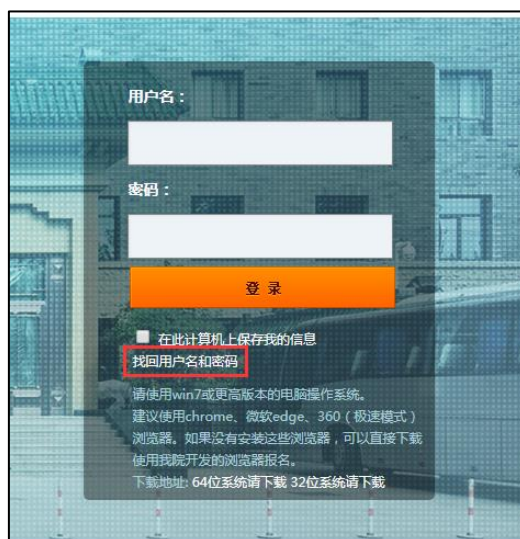 用户名：
密码：
登 录
在此计算机上保存我的信息
找回用户名和密码
请使用win7或更高版本的电脑操作系统。
建议使用chrome、微软edge、360（极速模式）
浏览器。如果没有安装这些浏览器，可以直接下载
使用我院开发的浏览器报名。
下载地址: 64位系统请下载 32位系统请下载